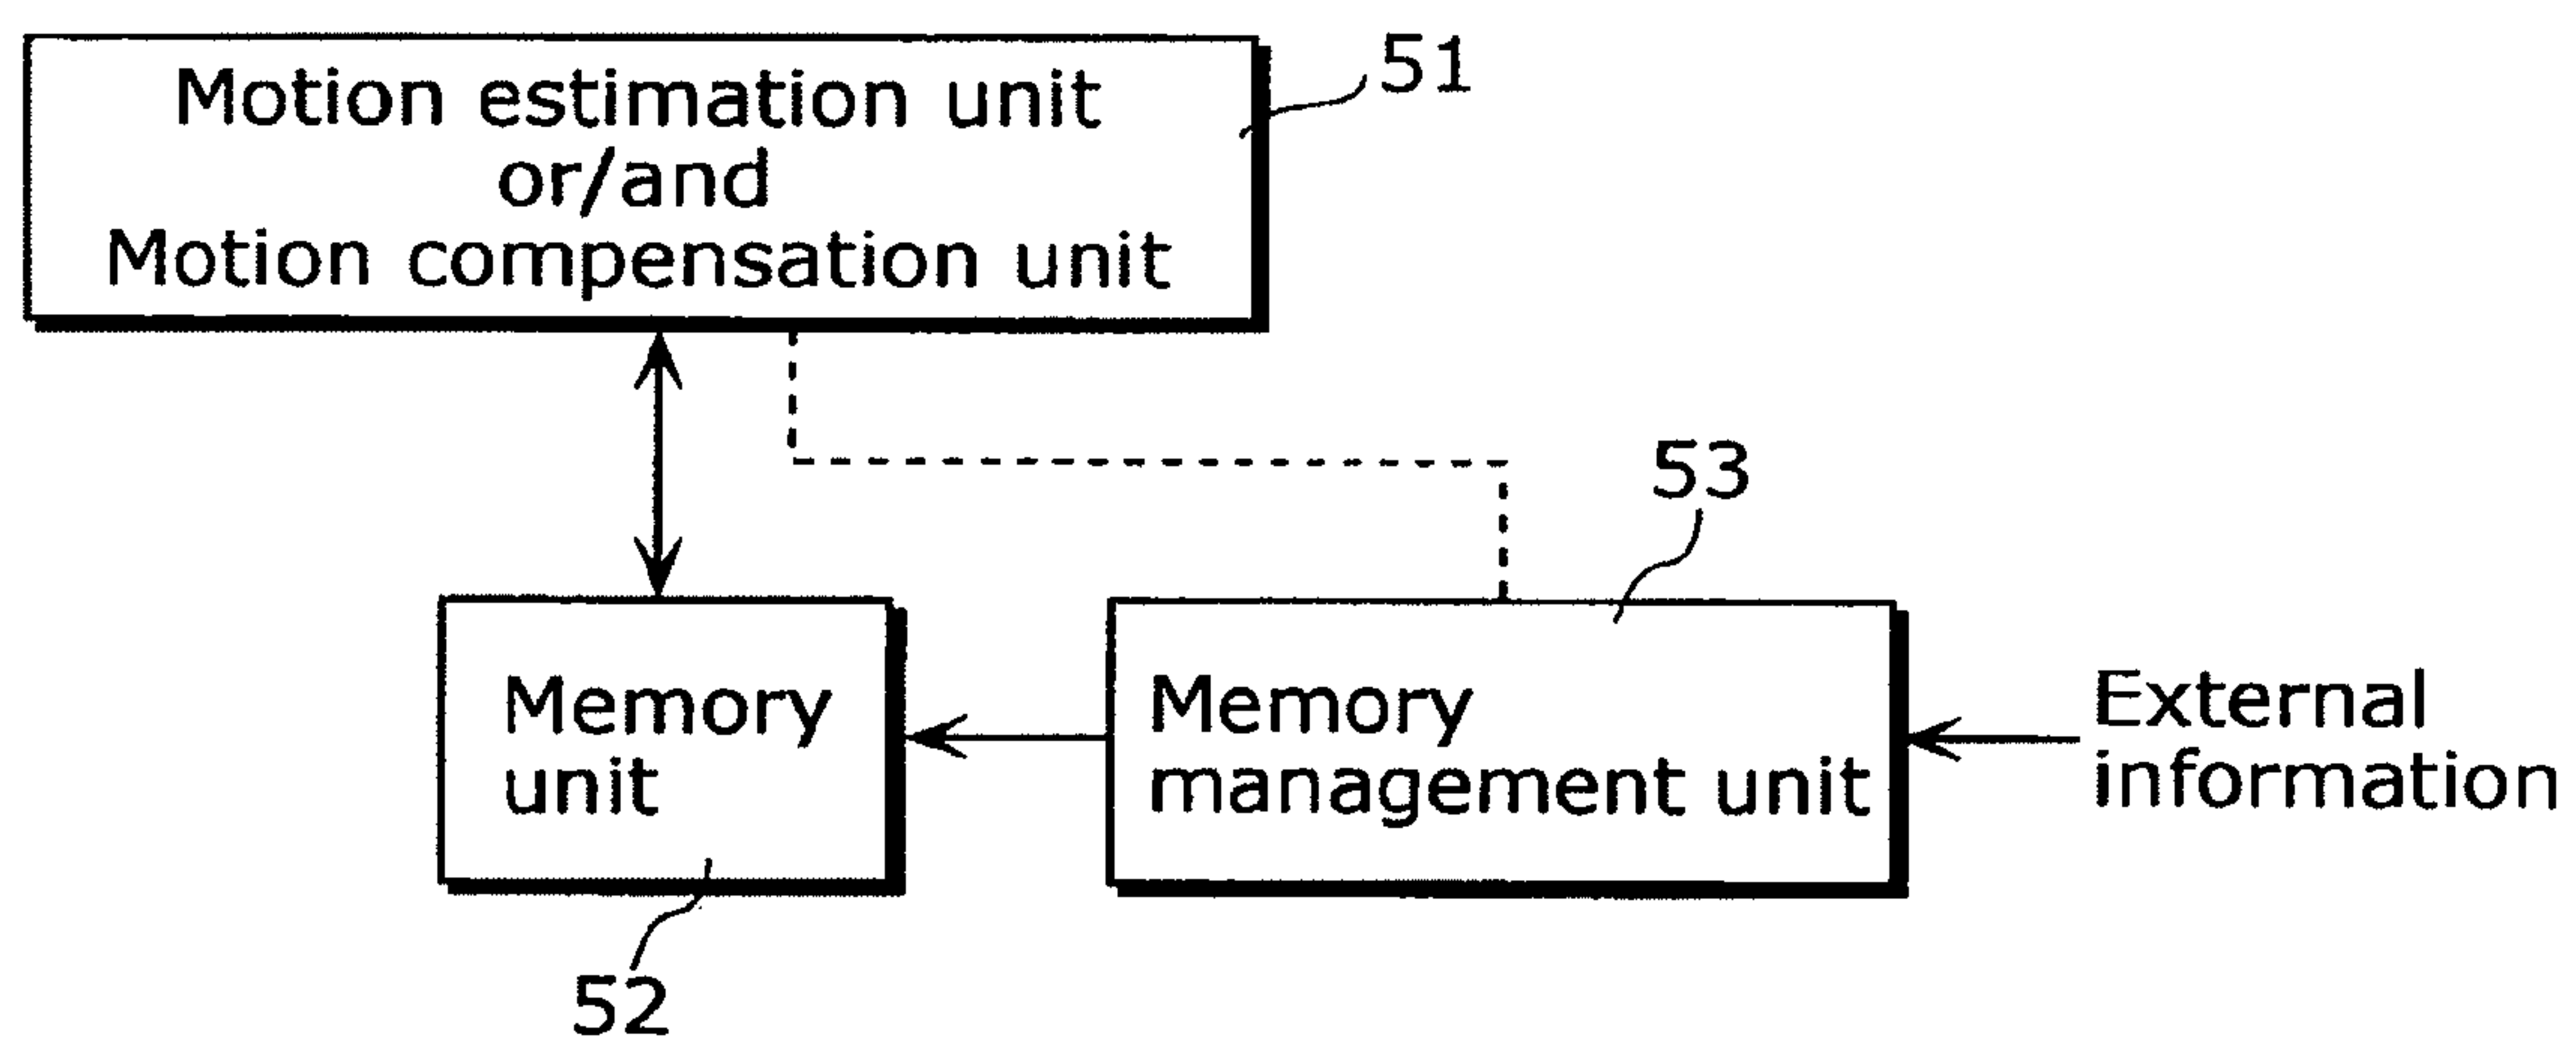 Motion estimation unit
or/and
Motion compensation unit
51
53
Memory
unit
Memory
management unit
External
information
52